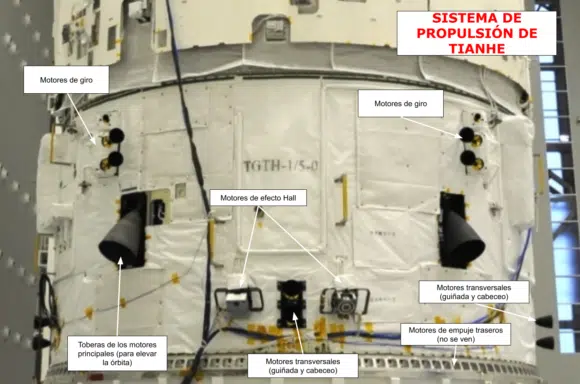 SISTEMA DE
PROPULSIÓN DE
TIANHE
Motores de giro
Motores de giro
TGTH-1/5-0
Motores de efecto Hall
Motores transversales
(guiñada y cabeceo)
Motores de empuje traseros
(no se ven)
Toberas de los motores
principales (para elevar
la órbita)
Motores transversales
(guiñada y cabeceo)